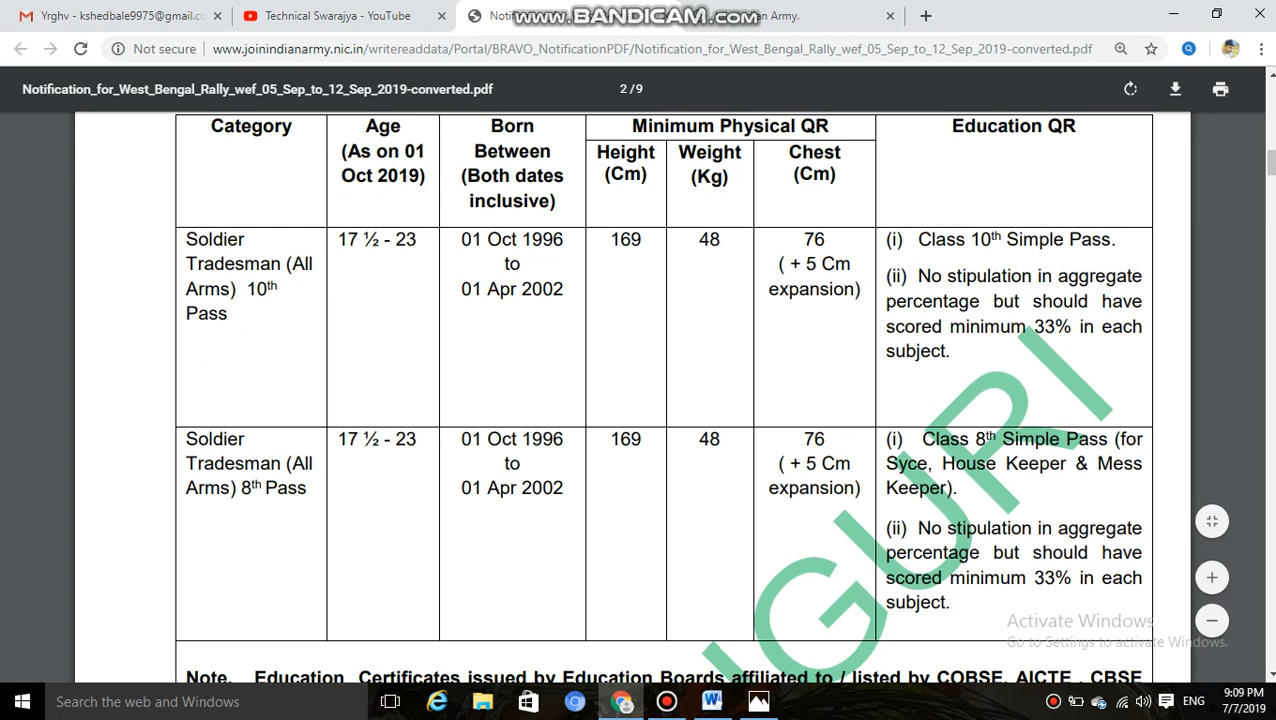 Yrghv - kshedbale9975@gmail.c
Technical Swarajya - YouTube
Notific
www.BANDICAM.com
an Army.
Not secure
www.joinindianarmy.nic.in/writereaddata/Portal/BRAVO_NotificationPDF/Notification_for_West_Bengal_Rally_wef_05_Sep_to_12_Sep_2019-converted.pdf
Notification_for_West_Bengal_Rally_wef_05_Sep_to_12_Sep_2019-converted.pdf
2 / 9
Category
Age
(As on 01
Oct 2019)
Born
Between
(Both dates
inclusive)
Minimum Physical QR
Height
(Cm)
Weight
(Kg)
Chest
(Cm)
Education QR
Soldier
Tradesman (All
Arms) 10th
Pass
17 ½ - 23
01 Oct 1996
to
01 Apr 2002
169
48
76
( + 5 Cm
expansion)
(i) Class 10th Simple Pass.
(ii) No stipulation in aggregate
percentage but should have
scored minimum 33% in each
subject.
Soldier
Tradesman (All
Arms) 8th Pass
17 ½ - 23
01 Oct 1996
to
01 Apr 2002
169
48
76
( + 5 Cm
expansion)
(i) Class 8th Simple Pass (for
Syce, House Keeper & Mess
Keeper).
(ii) No stipulation in aggregate
percentage but should have
scored minimum 33% in each
subject.
NGURI
Activate Windows
Go to Settings to activate Windows.
Note. Education Certificates issued by Education Boards affiliated to / listed by COBSE, AICTE , CBSE
Search the web and Windows
ENG
9:09 PM
7/7/2019